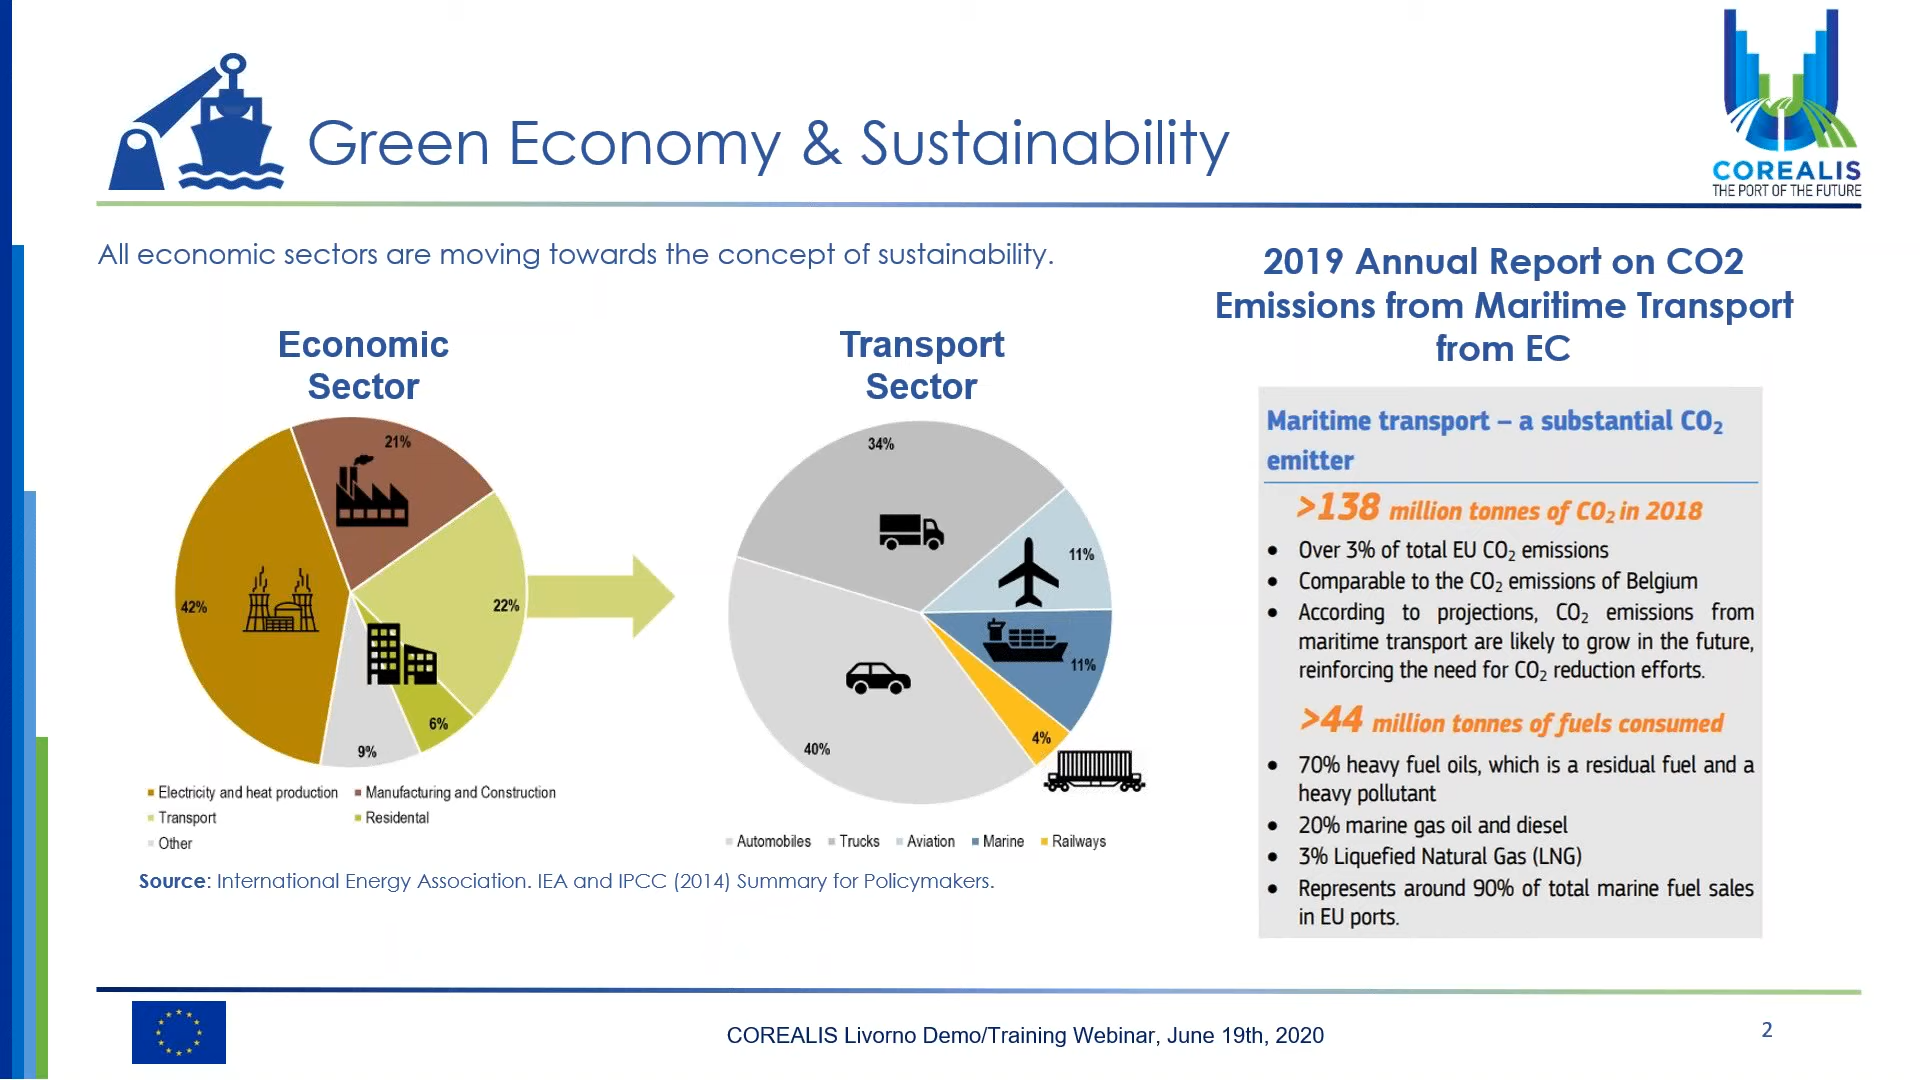 Green Economy & Sustainability
COREALIS
THE PORT OF THE FUTURE
All economic sectors are moving towards the concept of sustainability.
Economic
Sector
21%
42%
22%
6%
9%
Electricity and heat production
Manufacturing and Construction
Transport
Residental
Other
Transport
Sector
34%
11%
11%
4%
40%
Automobiles
Trucks
Aviation
Marine
Railways
Source: International Energy Association. IEA and IPCC (2014) Summary for Policymakers.
2019 Annual Report on CO2
Emissions from Maritime Transport
from EC
Maritime transport – a substantial CO₂
emitter
>138 million tonnes of CO₂ in 2018
• Over 3% of total EU CO₂ emissions
• Comparable to the CO₂ emissions of Belgium
• According to projections, CO₂ emissions from
maritime transport are likely to grow in the future,
reinforcing the need for CO₂ reduction efforts.
>44 million tonnes of fuels consumed
• 70% heavy fuel oils, which is a residual fuel and a
heavy pollutant
• 20% marine gas oil and diesel
• 3% Liquefied Natural Gas (LNG)
• Represents around 90% of total marine fuel sales
in EU ports.
COREALIS Livorno Demo/Training Webinar, June 19th, 2020
2